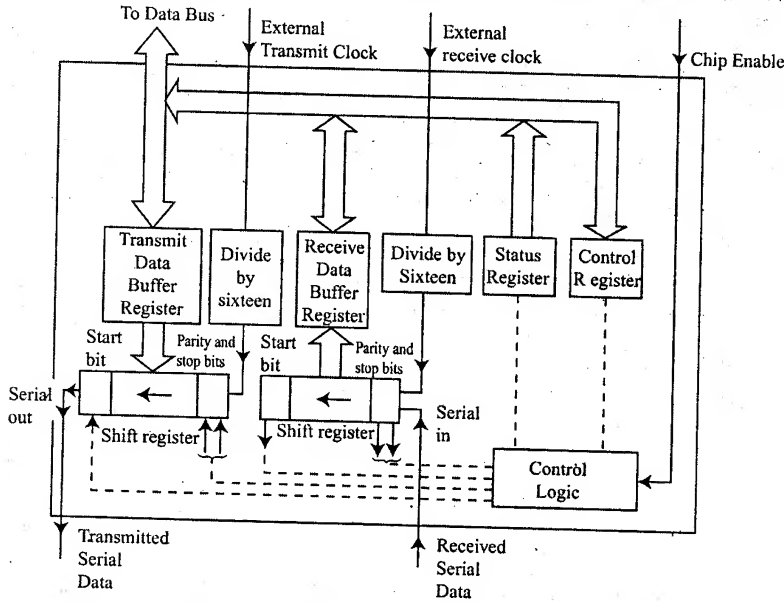 To Data Bus
External
Transmit Clock
External
receive clock
Chip Enable
Transmit
Data
Buffer
Register
Divide
by
sixteen
Receive
Data
Buffer
Register
Divide by
Sixteen
Status
Register
Control
R egister
Start
bit
Parity and
stop bits
Start
bit
Parity and
stop bits
Serial
out
Shift register
Shift register
Serial
in
Control
Logic
Transmitted
Serial
Data
Received
Serial
Data